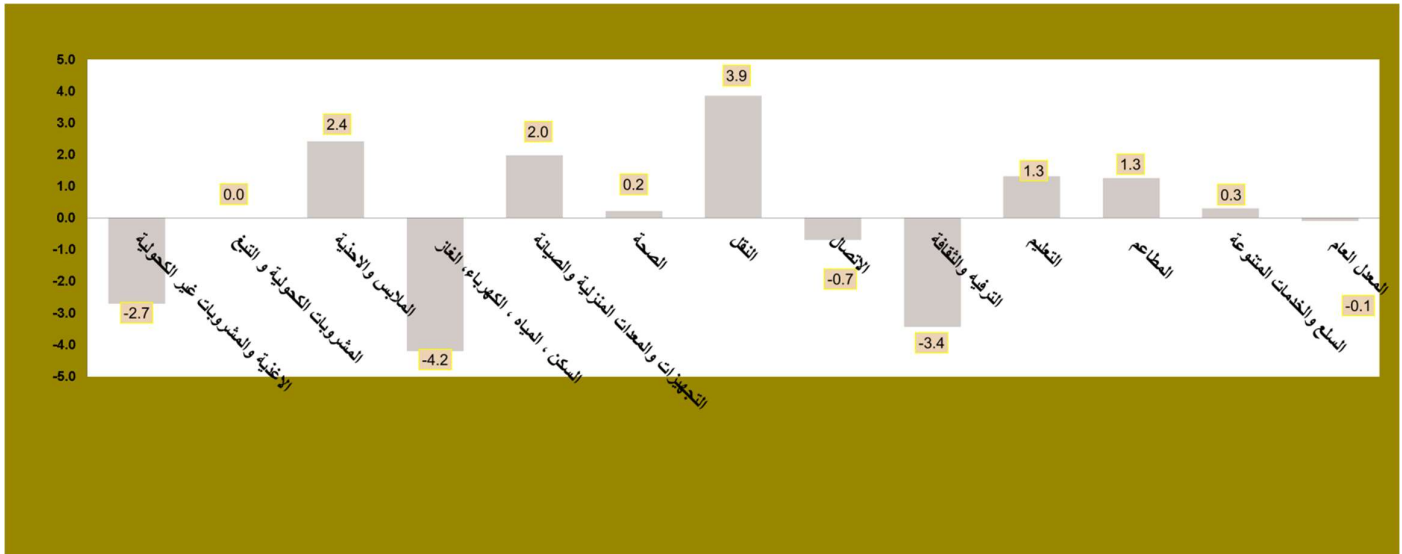 5.0
4.0
3.0
2.0
1.0
0.0
-1.0
-2.0
-3.0
-4.0
-5.0
-2.7
0.0
2.4
-4.2
2.0
0.2
3.9
-0.7
-3.4
1.3
1.3
0.3
-0.1
الاغذية والمشروبات غير الكحولية
المشروبات الكحولية و التبغ
الملابس والاحذية
السكن ، المياه ، الكهرباء، الغاز
التجهيزات والمعدات المنزلية والصيانة
الصحة
النقل
الاتصال
الترفيه والثقافة
التعليم
المطاعم
السلع والخدمات المتنوعة
المعدل العام